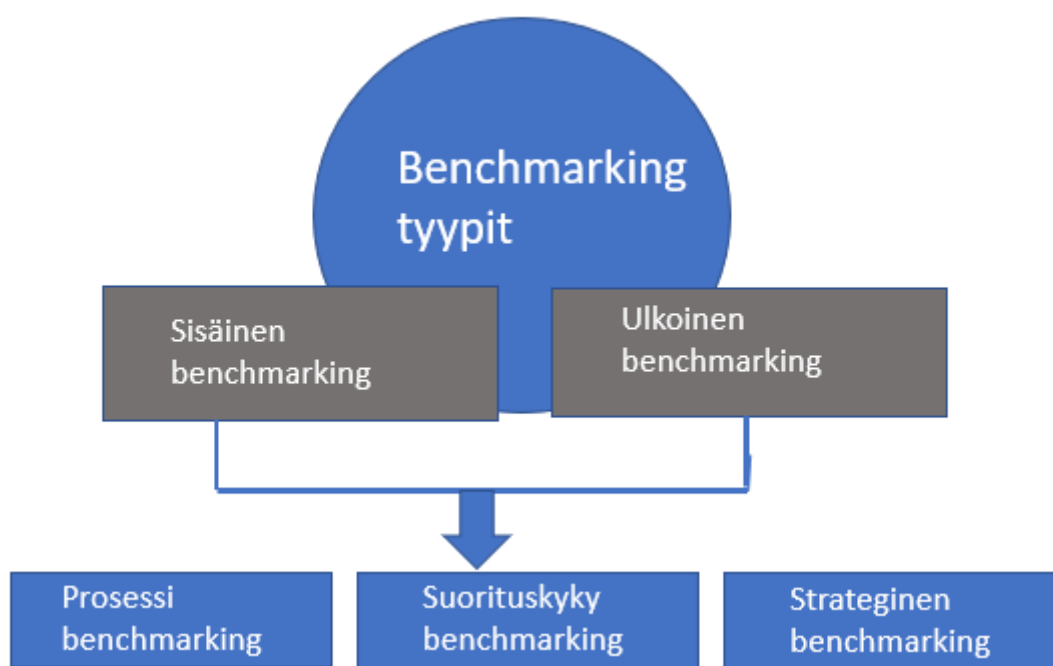 Benchmarking
tyypit
Sisäinen
benchmarking
Ulkoinen
benchmarking
Prosessi
benchmarking
Suorituskyky
benchmarking
Strateginen
benchmarking